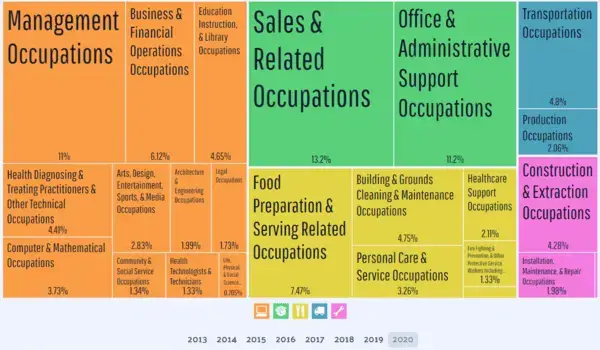 Management
Occupations
11%
Business &
Financial
Operations
Occupations
6.12%
Education
Instruction,
& Library
Occupations
4.65%
Health Diagnosing &
Treating Practitioners &
Other Technical
Occupations
4.41%
Computer & Mathematical
Occupations
3.73%
Arts, Design,
Entertainment,
Sports, & Media
Occupations
2.83%
Architecture
&
Engineering
Occupations
1.99%
Legal
Occupations
1.73%
Community &
Social Service
Occupations
1.34%
Health
Technologists &
Technicians
1.33%
Life,
Physical,
& Social
Science...
0.705%
Sales &
Related
Occupations
13.2%
Office &
Administrative
Support
Occupations
11.2%
Food
Preparation &
Serving Related
Occupations
7.47%
Building & Grounds
Cleaning & Maintenance
Occupations
4.75%
Personal Care &
Service Occupations
3.26%
Healthcare
Support
Occupations
2.11%
Fire Fighting &
Prevention, & Other
Protective Service
Workers Including...
1.33%
Transportation
Occupations
4.8%
Production
Occupations
2.06%
Construction
& Extraction
Occupations
4.28%
Installation,
Maintenance, & Repair
Occupations
1.98%
2013 2014 2015 2016 2017 2018 2019 2020